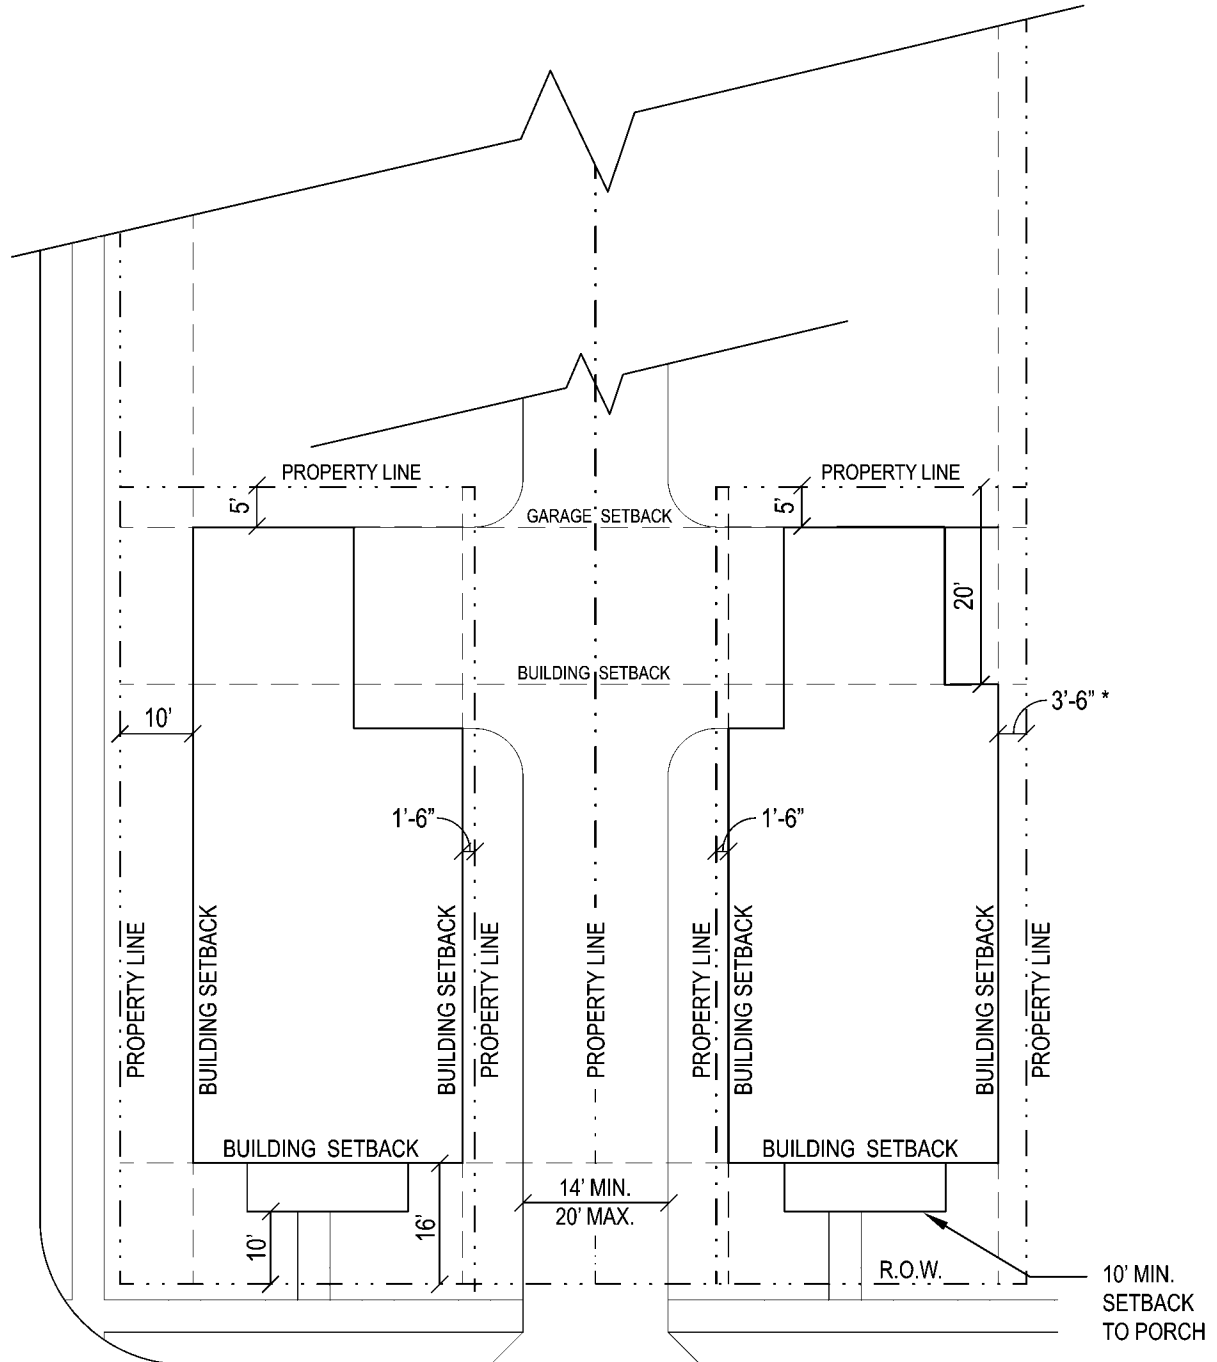 PROPERTY LINE
PROPERTY LINE
5'
GARAGE SETBACK
5'
20'
BUILDING SETBACK
10'
3'-6" *
1'-6"
1'-6"
PROPERTY LINE
BUILDING SETBACK
BUILDING SETBACK
PROPERTY LINE
PROPERTY LINE
PROPERTY LINE
BUILDING SETBACK
BUILDING SETBACK
PROPERTY LINE
BUILDING SETBACK
BUILDING SETBACK
14' MIN.
20' MAX.
16'
10'
R.O.W.
10' MIN.
SETBACK
TO PORCH